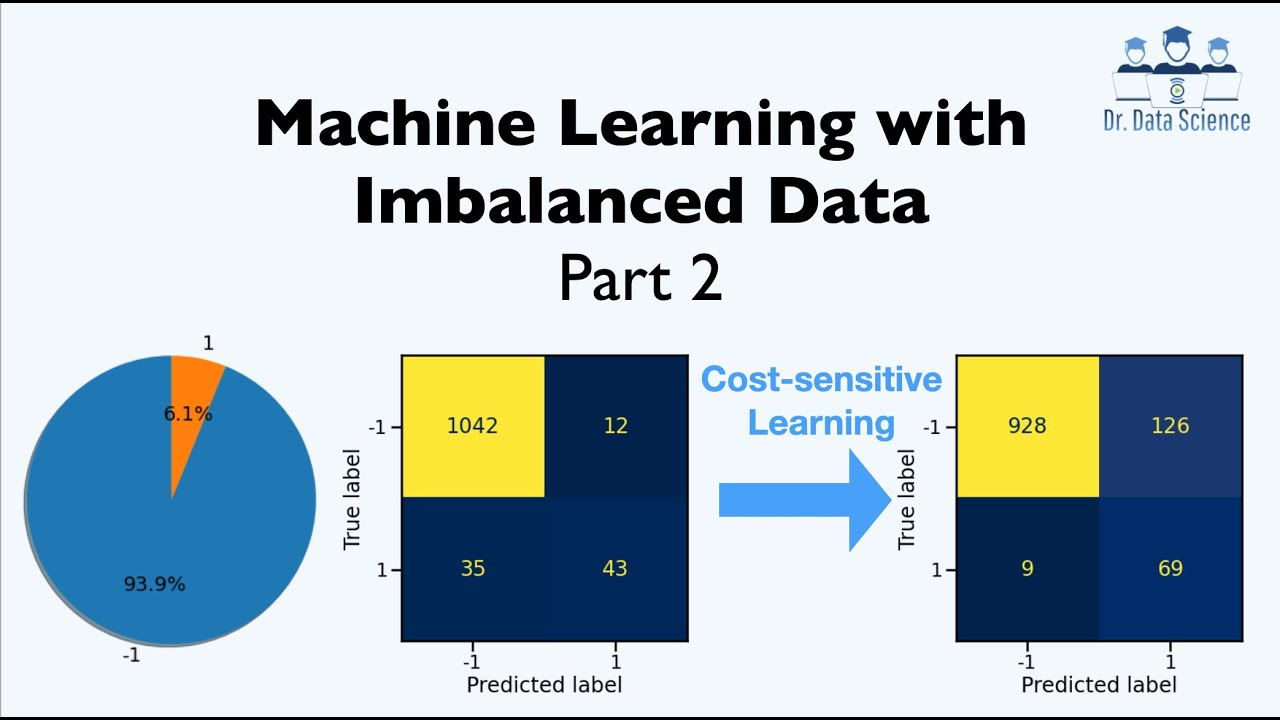 Dr. Data Science
Machine Learning with
Imbalanced Data
Part 2
1
6.1%
93.9%
-1
True label
-1
1042
12
1
35
43
-1
1
Predicted label
Cost-sensitive
Learning
True label
-1
928
126
1
9
69
-1
1
Predicted label